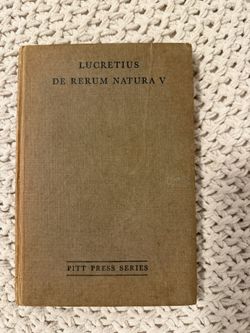 LUCRETIUS
DE RERUM NATURA V
PITT PRESS SERIES